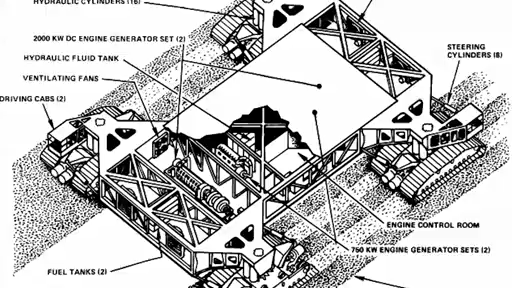 HYDRAULIC CYLINDERS (16)
2000 KW DC ENGINE GENERATOR SET (2)
HYDRAULIC FLUID TANK
VENTILATING FANS
DRIVING CABS (2)
STEERING
CYLINDERS (8)
ENGINE CONTROL ROOM
750 KW ENGINE GENERATOR SETS (2)
FUEL TANKS (2)